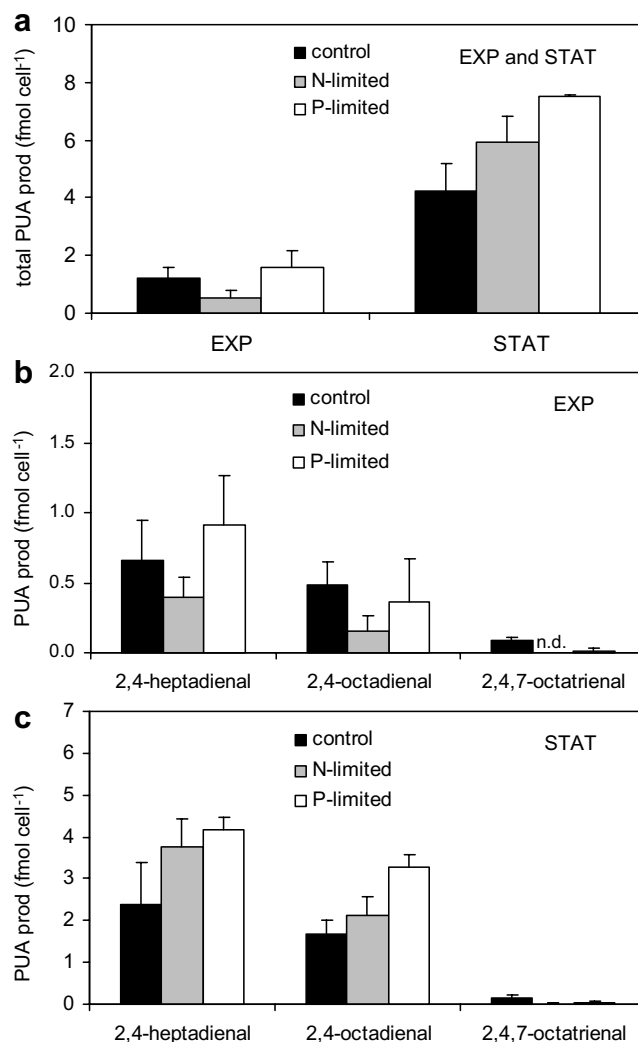 a
total PUA prod (fmol cell⁻¹)
10
8
6
4
2
0
control
N-limited
P-limited
EXP and STAT
EXP STAT
b
PUA prod (fmol cell⁻¹)
2.0
1.5
1.0
0.5
0.0
control
N-limited
P-limited
EXP
n.d.
2,4-heptadienal 2,4-octadienal 2,4,7-octatrienal
c
PUA prod (fmol cell⁻¹)
7
6
5
4
3
2
1
0
control
N-limited
P-limited
STAT
2,4-heptadienal 2,4-octadienal 2,4,7-octatrienal